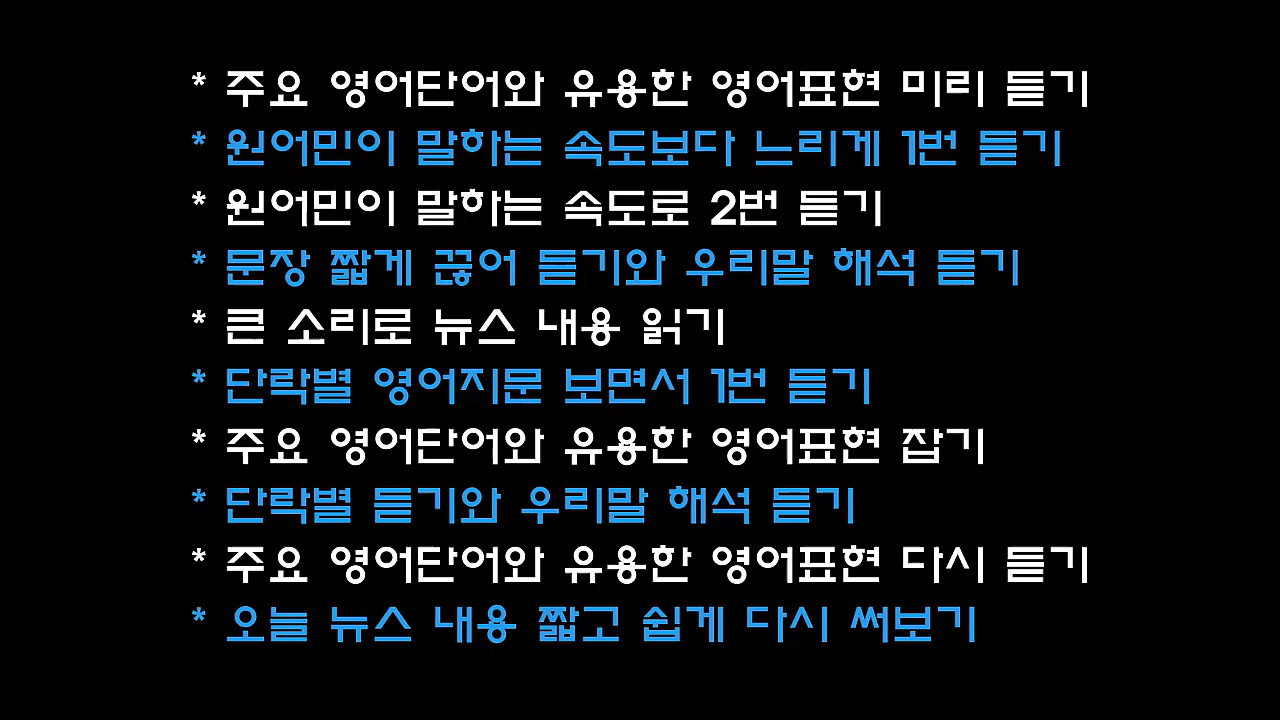 * 주요 영어단어와 유용한 영어표현 미리 듣기
* 원어민이 말하는 속도보다 느리게 1번 듣기
* 원어민이 말하는 속도로 2번 듣기
* 문장 짧게 끊어 듣기와 우리말 해석 듣기
* 큰 소리로 뉴스 내용 읽기
* 단락별 영어지문 보면서 1번 듣기
* 주요 영어단어와 유용한 영어표현 잡기
* 단락별 듣기와 우리말 해석 듣기
* 주요 영어단어와 유용한 영어표현 다시 듣기
* 오늘 뉴스 내용 짧고 쉽게 다시 써보기